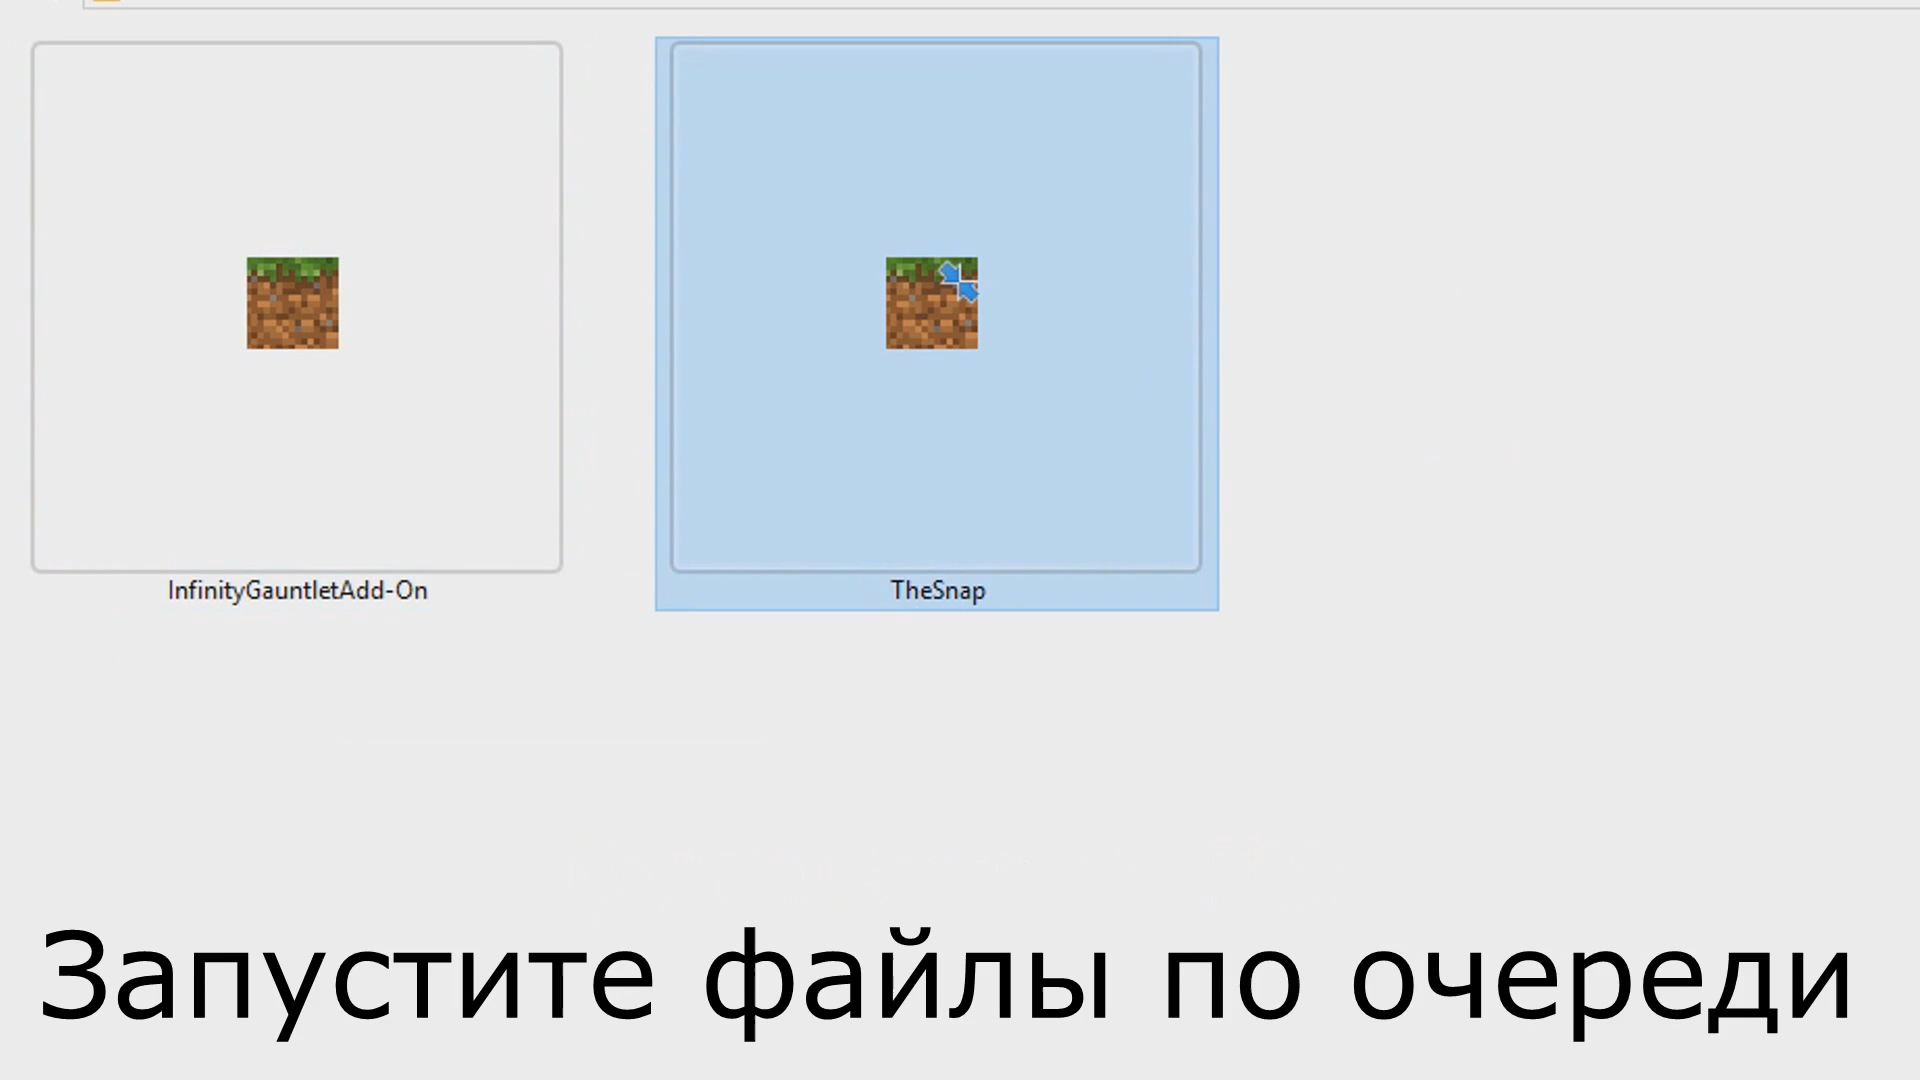 InfinityGauntletAdd-On TheSnap
Запустите файлы по очереди